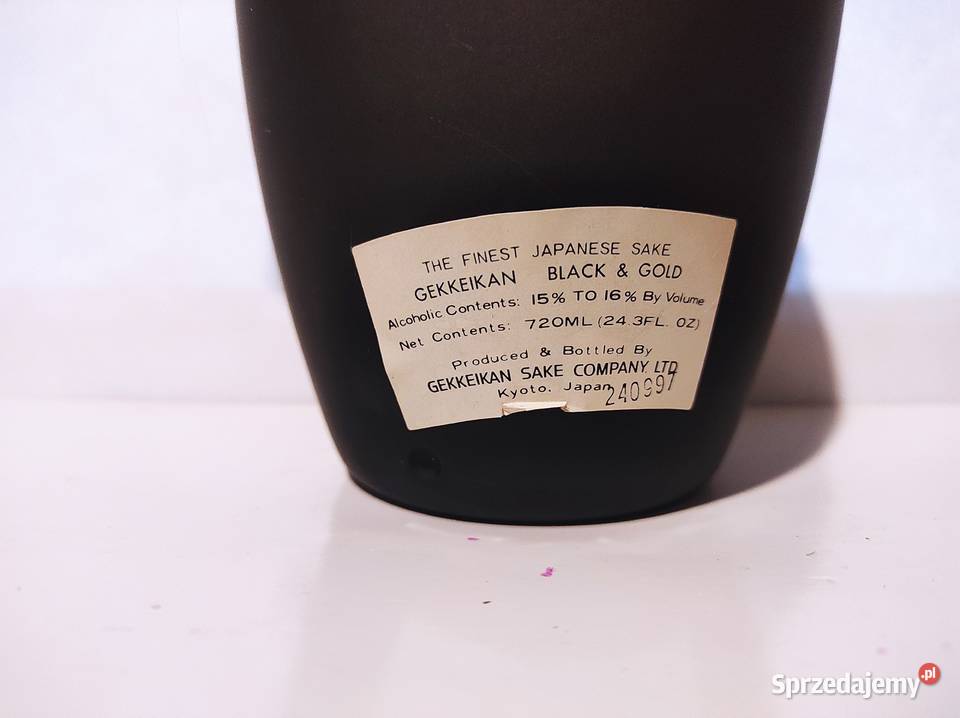 THE FINEST JAPANESE SAKE
GEKKEIKAN BLACK & GOLD
Alcoholic Contents: 15% TO 16% By Volume
Net Contents: 720ML (24.3FL. OZ)
Produced & Bottled By
GEKKEIKAN SAKE COMPANY, LTD.
Kyoto, Japan
240997
Sprzedajemy.pl